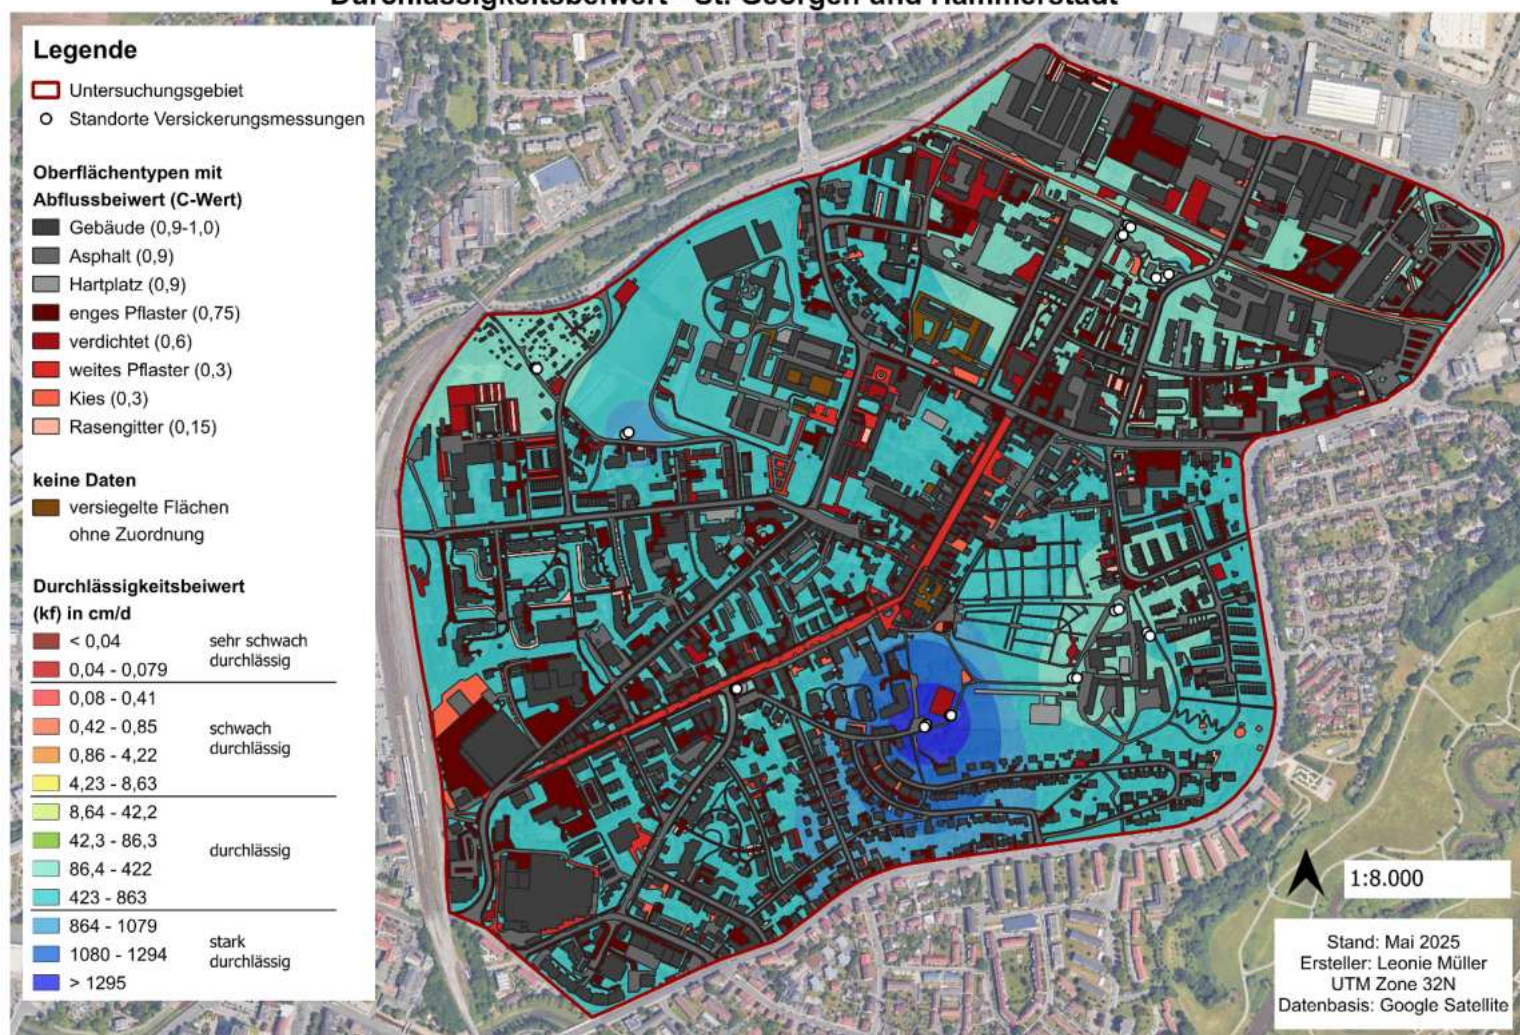 Durchlässigkeitsbeiwert - St. Georgen und Hammerstadt
Legende
Untersuchungsgebiet
Standorte Versickerungsmessungen
Oberflächentypen mit
Abflussbeiwert (C-Wert)
Gebäude (0,9-1,0)
Asphalt (0,9)
Hartplatz (0,9)
enges Pflaster (0,75)
verdichtet (0,6)
weites Pflaster (0,3)
Kies (0,3)
Rasengitter (0,15)
keine Daten
versiegelte Flächen
ohne Zuordnung
Durchlässigkeitsbeiwert
(kf) in cm/d
< 0,04
sehr schwach
durchlässig
0,04 - 0,079
0,08 - 0,41
0,42 - 0,85
schwach
durchlässig
0,86 - 4,22
4,23 - 8,63
8,64 - 42,2
42,3 - 86,3
durchlässig
86,4 - 422
423 - 863
864 - 1079
stark
durchlässig
1080 - 1294
> 1295
1:8.000
Stand: Mai 2025
Ersteller: Leonie Müller
UTM Zone 32N
Datenbasis: Google Satellite